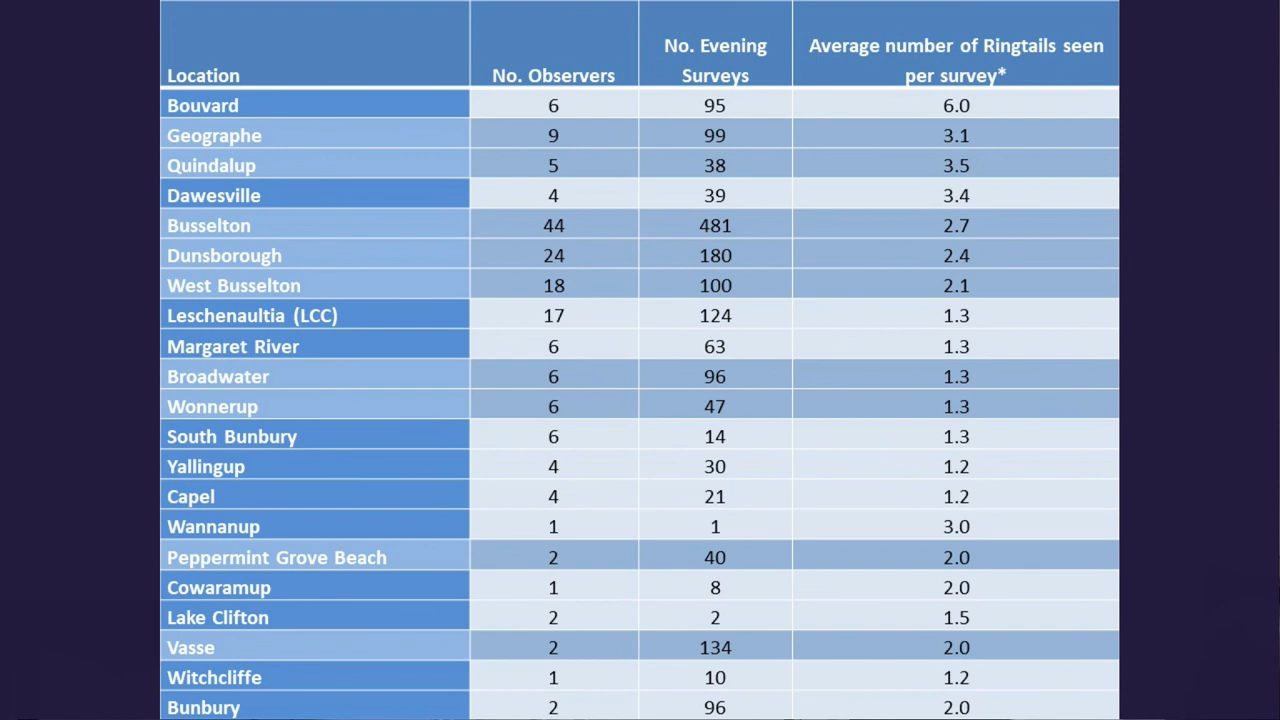 Location No. Observers No. Evening Surveys Average number of Ringtails seen per survey*
Bouvard 6 95 6.0
Geographe 9 99 3.1
Quindalup 5 38 3.5
Dawesville 4 39 3.4
Busselton 44 481 2.7
Dunsborough 24 180 2.4
West Busselton 18 100 2.1
Leschenaultia (LCC) 17 124 1.3
Margaret River 6 63 1.3
Broadwater 6 96 1.3
Wonnerup 6 47 1.3
South Bunbury 6 14 1.3
Yallingup 4 30 1.2
Capel 4 21 1.2
Wannanup 1 1 3.0
Peppermint Grove Beach 2 40 2.0
Cowaramup 1 8 2.0
Lake Clifton 2 2 1.5
Vasse 2 134 2.0
Witchcliffe 1 10 1.2
Bunbury 2 96 2.0